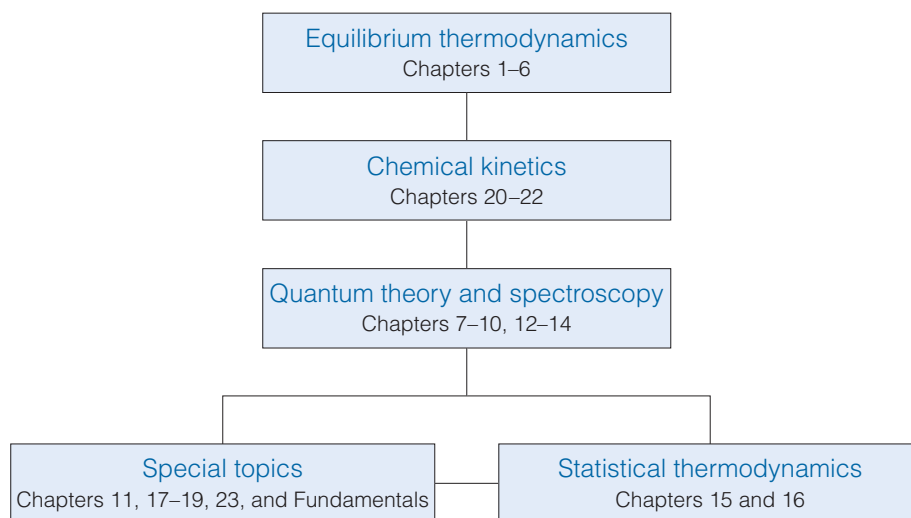 Equilibrium thermodynamics
Chapters 1–6
Chemical kinetics
Chapters 20–22
Quantum theory and spectroscopy
Chapters 7–10, 12–14
Special topics
Chapters 11, 17–19, 23, and Fundamentals
Statistical thermodynamics
Chapters 15 and 16